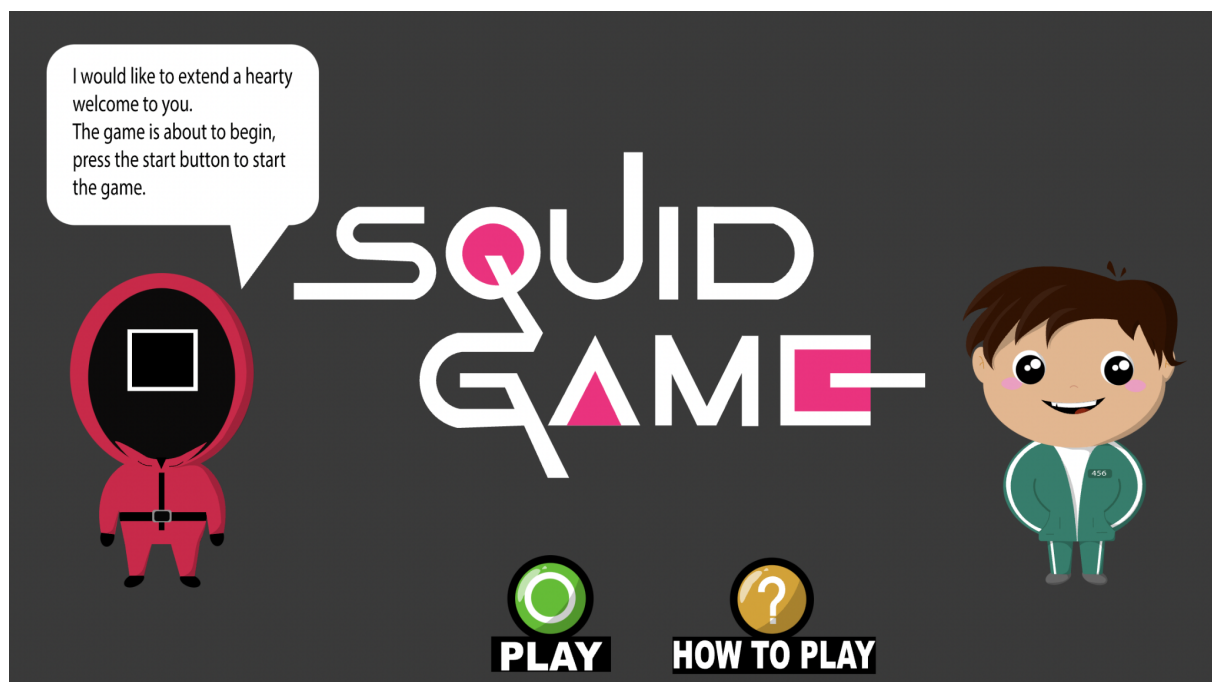 I would like to extend a hearty
welcome to you.
The game is about to begin,
press the start button to start
the game.
SQUID
GAME
456
PLAY
HOW TO PLAY